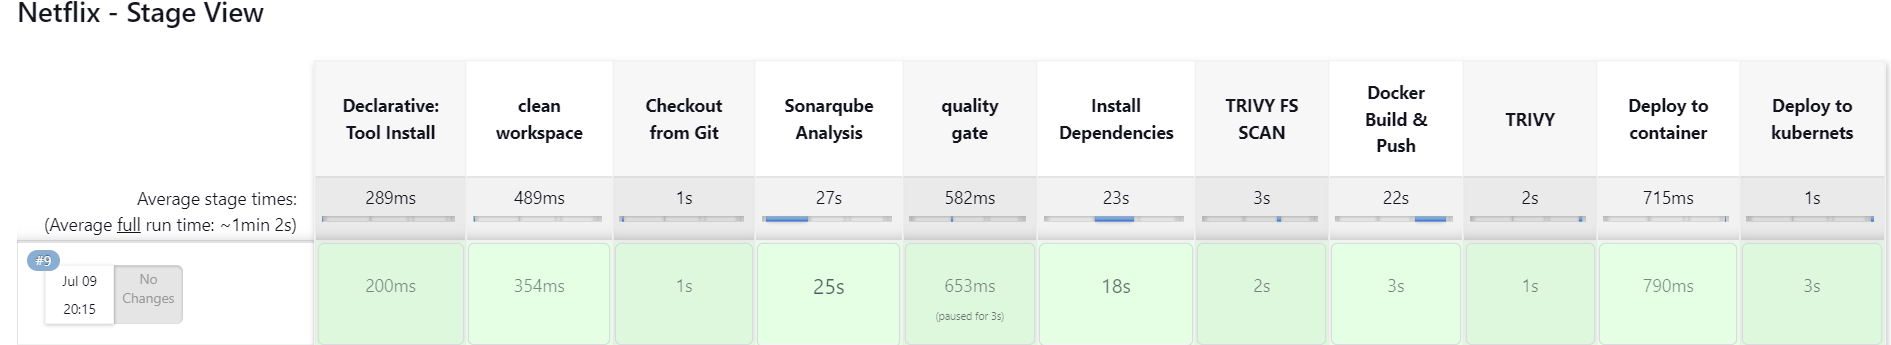 Netflix - Stage View
Declarative:
Tool Install
clean
workspace
Checkout
from Git
Sonarqube
Analysis
quality
gate
Install
Dependencies
TRIVY FS
SCAN
Docker
Build &
Push
TRIVY
Deploy to
container
Deploy to
kubernets
Average stage times:
(Average full run time: ~1min 2s)
289ms
489ms
1s
27s
582ms
23s
3s
22s
2s
715ms
1s
#9
Jul 09
20:15
No
Changes
200ms
354ms
1s
25s
653ms
(paused for 3s)
18s
2s
3s
1s
790ms
3s